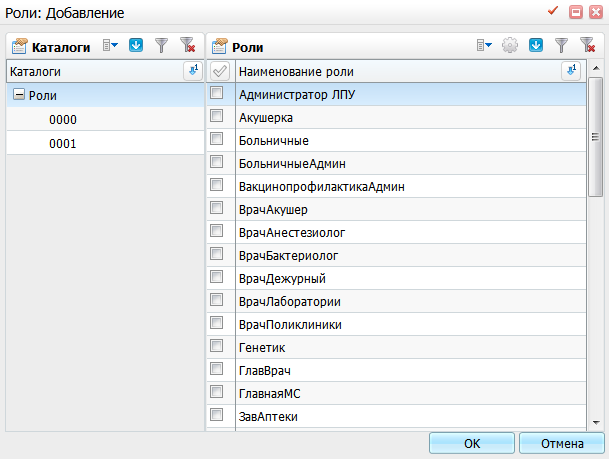 Роли: Добавление
Каталоги
Роли
Каталоги
Наименование роли
Роли
0000
0001
Администратор ЛПУ
Акушерка
Больничные
БольничныеАдмин
ВакцинопрофилактикаАдмин
ВрачАкушер
ВрачАнестезиолог
ВрачБактериолог
ВрачДежурный
ВрачЛаборатории
ВрачПоликлиники
Генетик
ГлавВрач
ГлавнаяМС
ЗавАптеки
ОК
Отмена